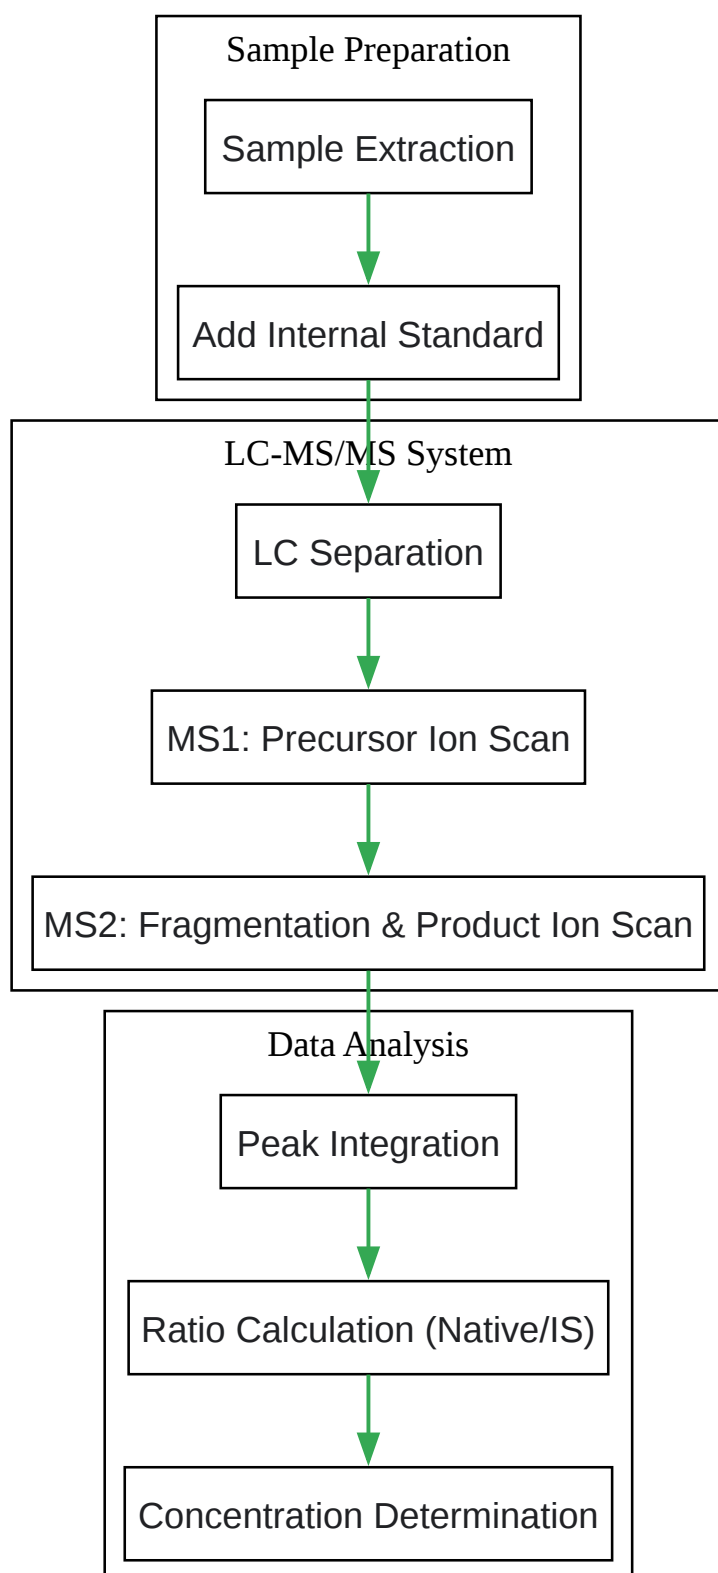 Sample Preparation
Sample Extraction
Add Internal Standard
LC-MS/MS System
LC Separation
MS1: Precursor Ion Scan
MS2: Fragmentation & Product Ion Scan
Data Analysis
Peak Integration
Ratio Calculation (Native/IS)
Concentration Determination